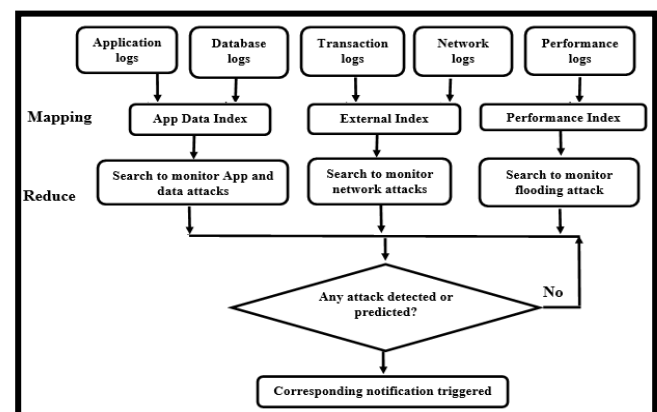 Application
logs
Database
logs
Transaction
logs
Network
logs
Performance
logs
Mapping
App Data Index
External Index
Performance Index
Reduce
Search to monitor App and
data attacks
Search to monitor
network attacks
Search to monitor
flooding attack
Any attack detected or
predicted?
No
Corresponding notification triggered